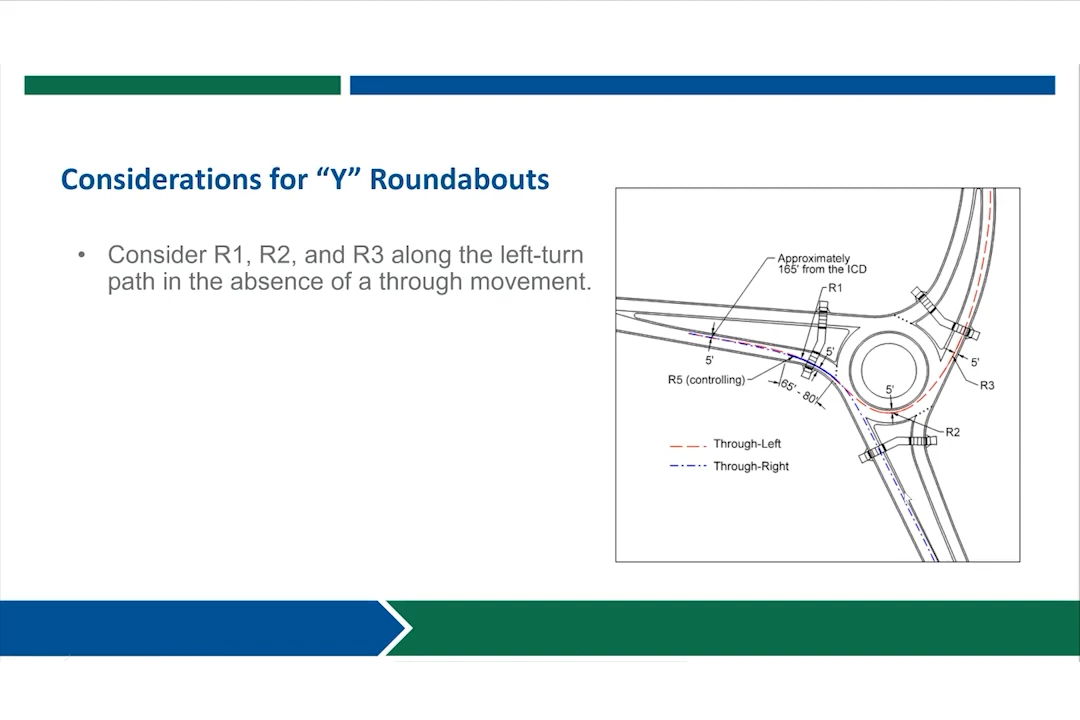 Considerations for “Y” Roundabouts
• Consider R1, R2, and R3 along the left-turn
path in the absence of a through movement.
Approximately
165' from the ICD
R1
5'
5'
R5 (controlling)
65' - 80'
5'
5'
R3
R2
Through-Left
Through-Right